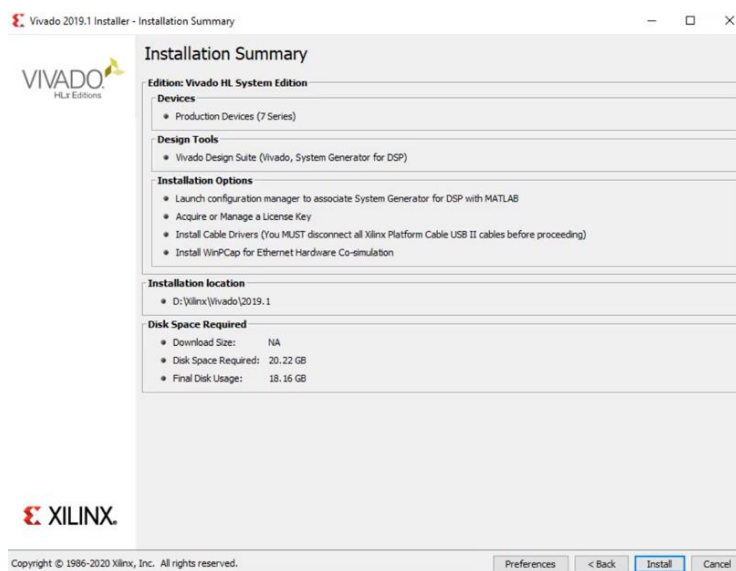 Vivado 2019.1 Installer - Installation Summary
VIVADO.
HLx Editions
Installation Summary
Edition: Vivado HL System Edition
Devices
Production Devices (7 Series)
Design Tools
Vivado Design Suite (Vivado, System Generator for DSP)
Installation Options
Launch configuration manager to associate System Generator for DSP with MATLAB
Acquire or Manage a License Key
Install Cable Drivers (You MUST disconnect all Xilinx Platform Cable USB II cables before proceeding)
Install WinPCap for Ethernet Hardware Co-simulation
Installation location
D:\Xilinx\Vivado\2019.1
Disk Space Required
Download Size: NA
Disk Space Required: 20.22 GB
Final Disk Usage: 18.16 GB
XILINX.
Copyright © 1986-2020 Xilinx, Inc. All rights reserved.
Preferences < Back Install Cancel